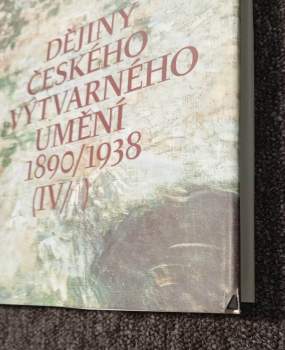 DĚJINY
ČESKÉHO
VÝTVARNÉHO
UMĚNÍ
1890/1938
(IV/1)